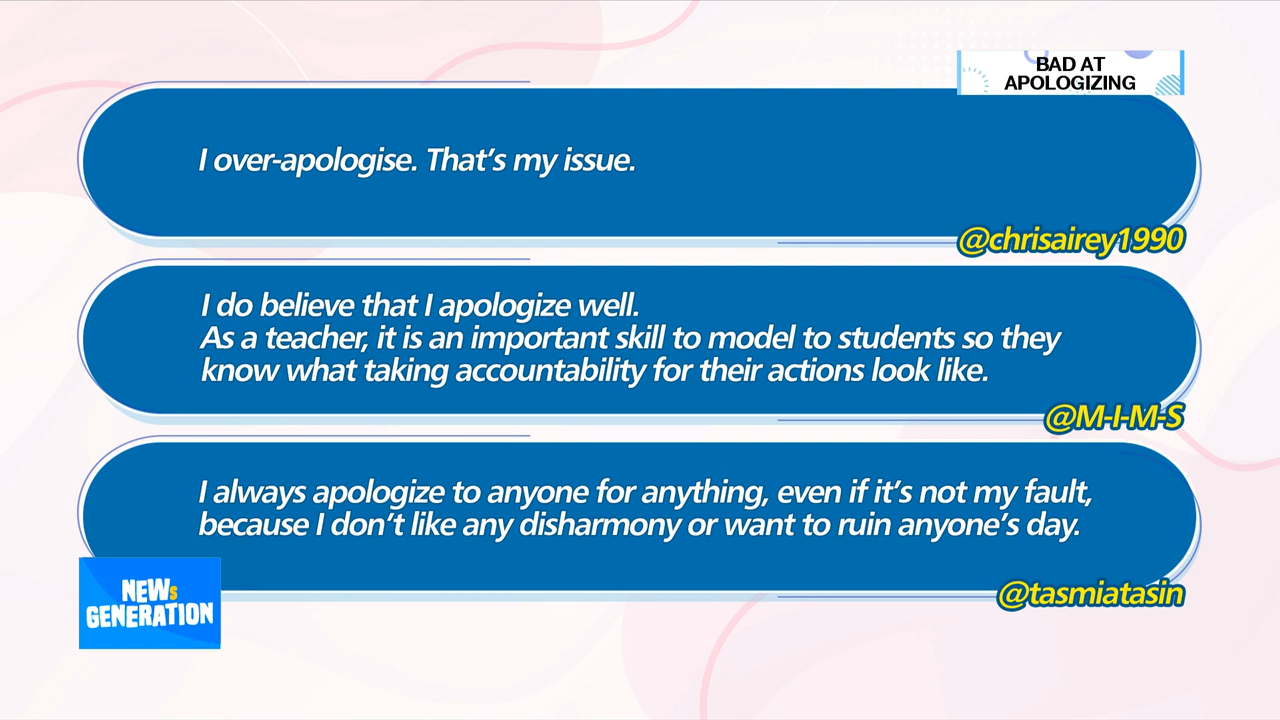 BAD AT
APOLOGIZING
I over-apologise. That's my issue.
@chrisairey1990
I do believe that I apologize well.
As a teacher, it is an important skill to model to students so they
know what taking accountability for their actions look like.
@M-I-M-S
I always apologize to anyone for anything, even if it's not my fault,
because I don't like any disharmony or want to ruin anyone's day.
@tasmiatasin
NEWs
GENERATION